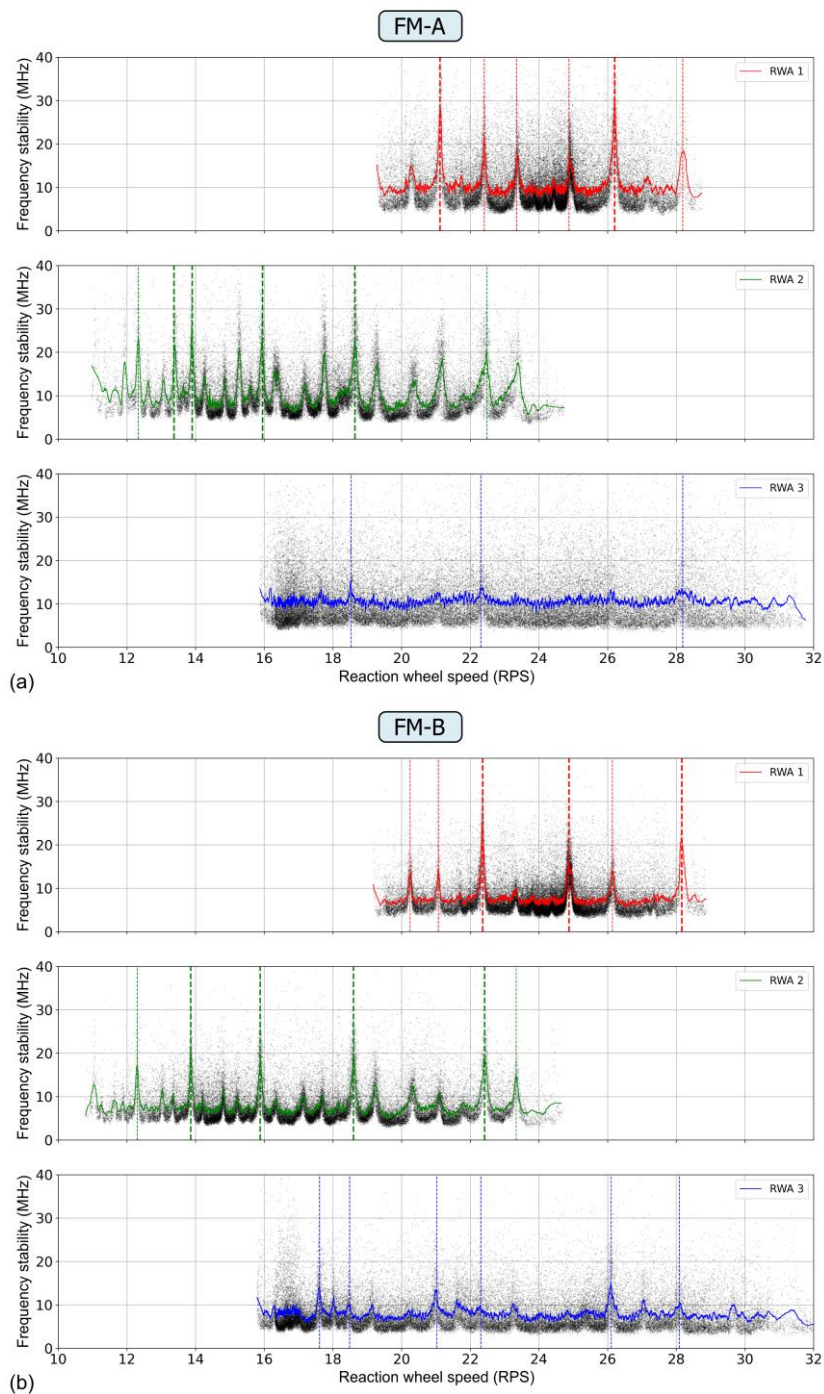 FM-A
Frequency stability (MHz)
40
30
20
10
0
RWA 1
Frequency stability (MHz)
40
30
20
10
0
RWA 2
Frequency stability (MHz)
40
30
20
10
0
RWA 3
10 12 14 16 18 20 22 24 26 28 30 32
Reaction wheel speed (RPS)
(a)
FM-B
Frequency stability (MHz)
40
30
20
10
0
RWA 1
Frequency stability (MHz)
40
30
20
10
0
RWA 2
Frequency stability (MHz)
40
30
20
10
0
RWA 3
10 12 14 16 18 20 22 24 26 28 30 32
Reaction wheel speed (RPS)
(b)